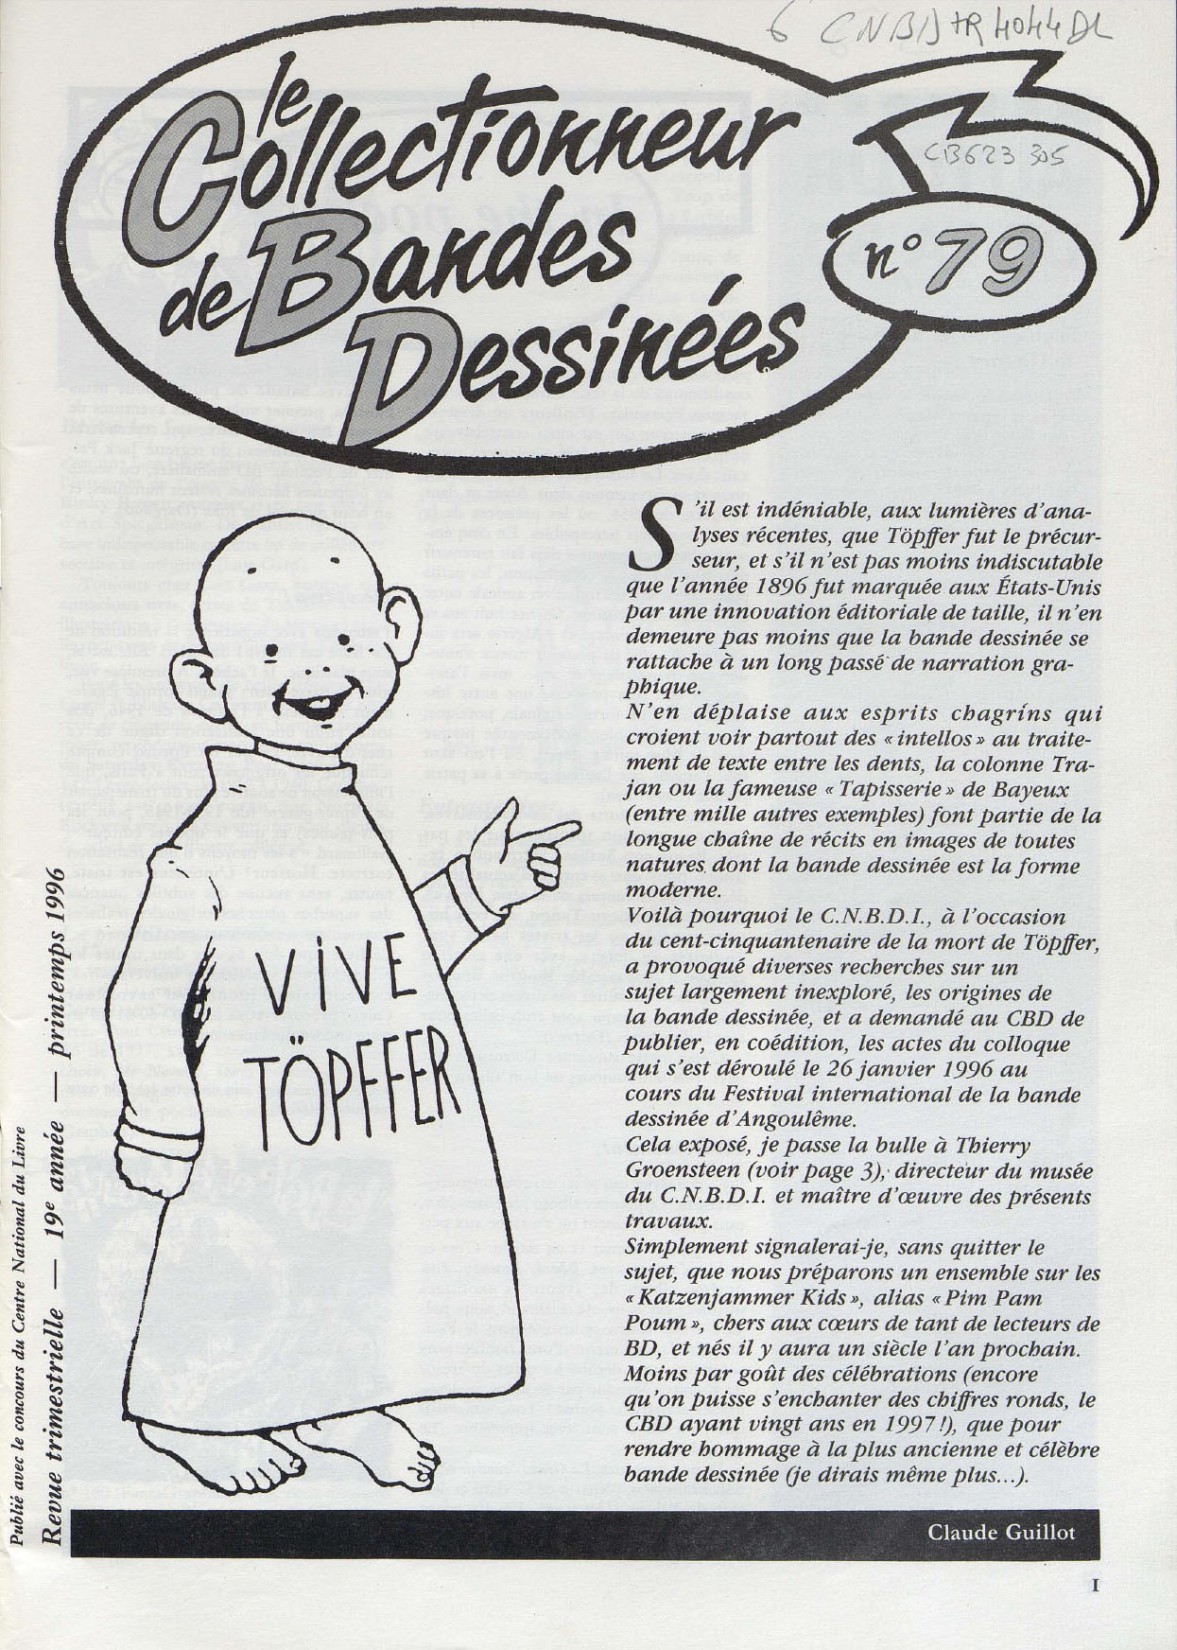 6 CNBD +R 4044 DL
CB623 305
le
Collectionneur
de Bandes
Dessinées
n° 79
S'il est indéniable, aux lumières d'ana-
lyses récentes, que Töpffer fut le précur-
seur, et s'il n'est pas moins indiscutable
que l'année 1896 fut marquée aux États-Unis
par une innovation éditoriale de taille, il n'en
demeure pas moins que la bande dessinée se
rattache à un long passé de narration gra-
phique.
N'en déplaise aux esprits chagrins qui
croient voir partout des « intellos » au traite-
ment de texte entre les dents, la colonne Tra-
jan ou la fameuse « Tapisserie » de Bayeux
(entre mille autres exemples) font partie de la
longue chaîne de récits en images de toutes
natures dont la bande dessinée est la forme
moderne.
Voilà pourquoi le C.N.B.D.I., à l'occasion
du cent-cinquantenaire de la mort de Töpffer,
a provoqué diverses recherches sur un
sujet largement inexploré, les origines de
la bande dessinée, et a demandé au CBD de
publier, en coédition, les actes du colloque
qui s'est déroulé le 26 janvier 1996 au
cours du Festival international de la bande
dessinée d'Angoulême.
Cela exposé, je passe la bulle à Thierry
Groensteen (voir page 3), directeur du musée
du C.N.B.D.I. et maître d'œuvre des présents
travaux.
Simplement signalerai-je, sans quitter le
sujet, que nous préparons un ensemble sur les
« Katzenjammer Kids », alias « Pim Pam
Poum », chers aux cœurs de tant de lecteurs de
BD, et nés il y aura un siècle l'an prochain.
Moins par goût des célébrations (encore
qu'on puisse s'enchanter des chiffres ronds, le
CBD ayant vingt ans en 1997 !), que pour
rendre hommage à la plus ancienne et célèbre
bande dessinée (je dirais même plus...).
VIVE
TÖPFFER
Publié avec le concours du Centre National du Livre
Revue trimestrielle — 19e année — printemps 1996
Claude Guillot
I